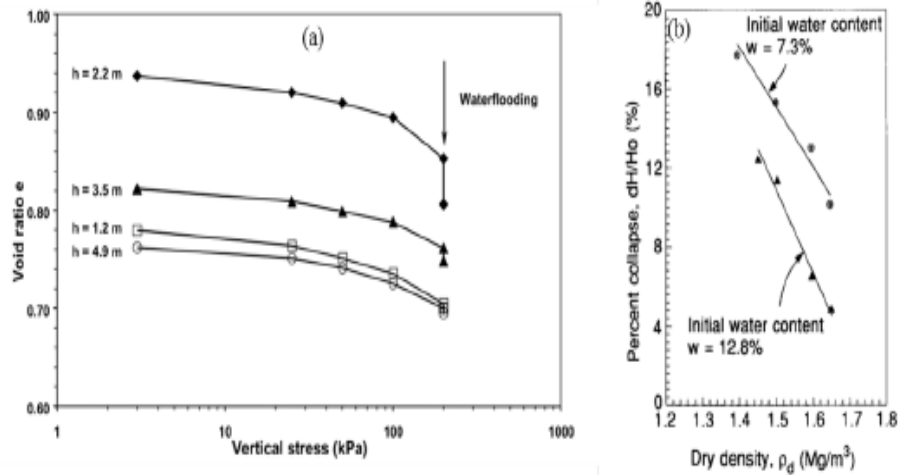 (a)
1.00
0.90
0.80
0.70
0.60
Void ratio e
h = 2.2 m
h = 3.5 m
h = 1.2 m
h = 4.9 m
Waterflooding
1
10
100
1000
Vertical stress (kPa)
(b)
20
16
12
8
4
0
Percent collapse, dH/Ho (%)
Initial water content
w = 7.3%
Initial water content
w = 12.8%
1.2 1.3 1.4 1.5 1.6 1.7 1.8
Dry density, ρd (Mg/m³)